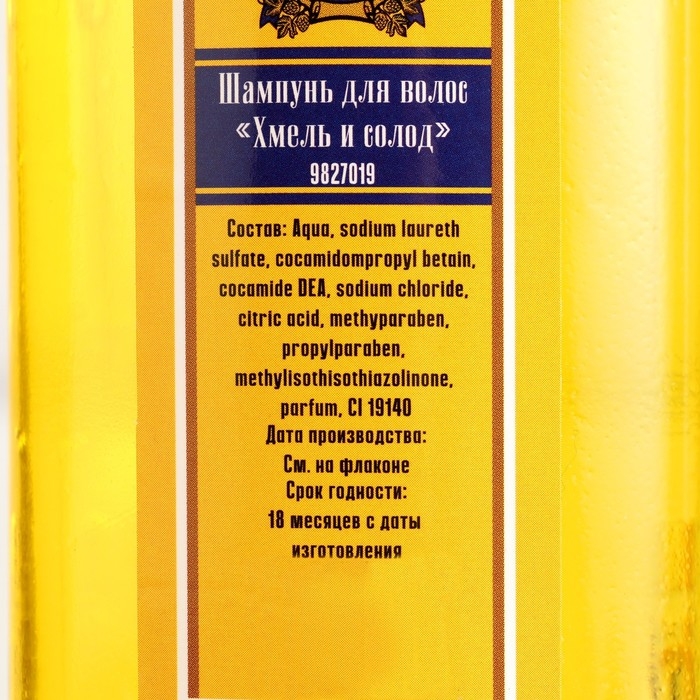 Шампунь для волос
«Хмель и солод»
9827019
Состав: Aqua, sodium laureth
sulfate, cocamidompropyl betain,
cocamide DEA, sodium chloride,
citric acid, methyparaben,
propylparaben,
methylisothisothiazolinone,
parfum, CI 19140
Дата производства:
См. на флаконе
Срок годности:
18 месяцев с даты
изготовления